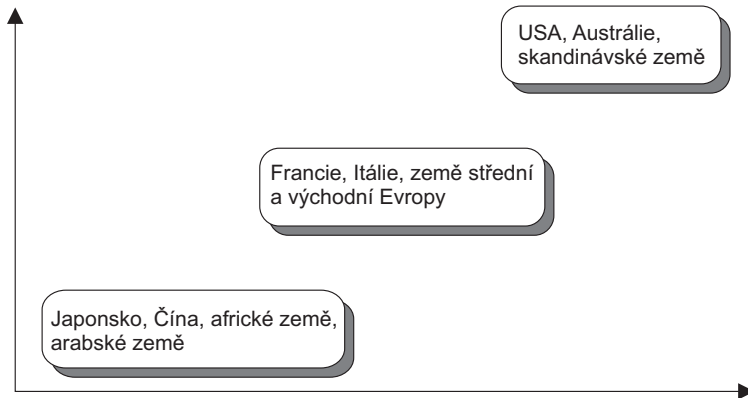 USA, Austrálie,
skandinávské země
Francie, Itálie, země střední
a východní Evropy
Japonsko, Čína, africké země,
arabské země